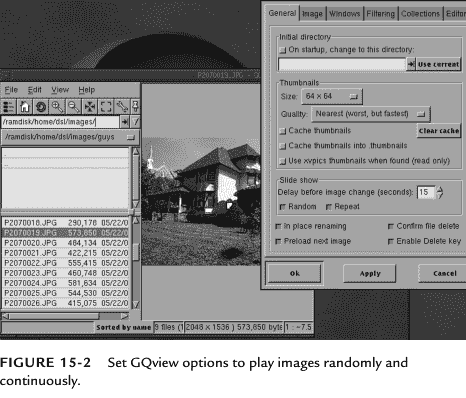 General Image Windows Filtering Collections Editor
Initial directory
On startup, change to this directory:
Use current
Thumbnails
Size: 64 × 64
Quality: Nearest (worst, but fastest)
Cache thumbnails
Clear cache
Cache thumbnails into .thumbnails
Use xvpics thumbnails when found (read only)
Slide show
Delay before image change (seconds): 15
Random Repeat
In place renaming Confirm file delete
Preload next image Enable Delete key
Ok Apply Cancel
P2070019.JPG - G
File Edit View Help
/ramdisk/home/dsl/images/
/ramdisk/home/dsl/images/guys
.
..
P2070018.JPG 290,178 05/22/0
P2070019.JPG 573,850 05/22/0
P2070020.JPG 484,134 05/22/0
P2070021.JPG 422,215 05/22/0
P2070022.JPG 555,415 05/22/0
P2070023.JPG 460,748 05/22/0
P2070024.JPG 581,634 05/22/0
P2070025.JPG 544,530 05/22/0
P2070026.JPG 415,075 05/22/0
Sorted by name 9 files (1 (2048 × 1536) 573,850 byte 1 : ~7.5
FIGURE 15-2 Set GQview options to play images randomly and
continuously.